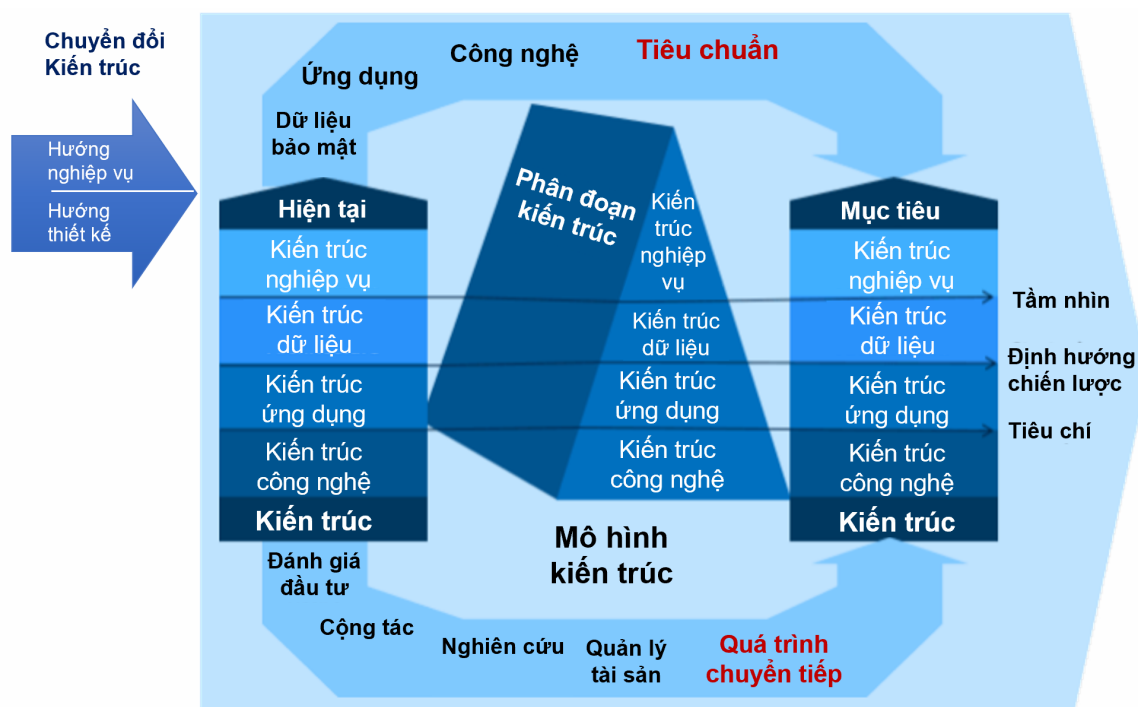 Chuyển đổi
Kiến trúc
Hướng
nghiệp vụ
Hướng
thiết kế
Dữ liệu
bảo mật
Ứng dụng
Công nghệ
Tiêu chuẩn
Hiện tại
Kiến trúc
nghiệp vụ
Kiến trúc
dữ liệu
Kiến trúc
ứng dụng
Kiến trúc
công nghệ
Kiến trúc
Phân đoạn
kiến trúc
Kiến
trúc
nghiệp
vụ
Kiến trúc
dữ liệu
Kiến trúc
ứng dụng
Kiến trúc
công nghệ
Mô hình
kiến trúc
Mục tiêu
Kiến trúc
nghiệp vụ
Kiến trúc
dữ liệu
Kiến trúc
ứng dụng
Kiến trúc
công nghệ
Kiến trúc
Tầm nhìn
Định hướng
chiến lược
Tiêu chí
Đánh giá
đầu tư
Cộng tác
Nghiên cứu
Quản lý
tài sản
Quá trình
chuyển tiếp